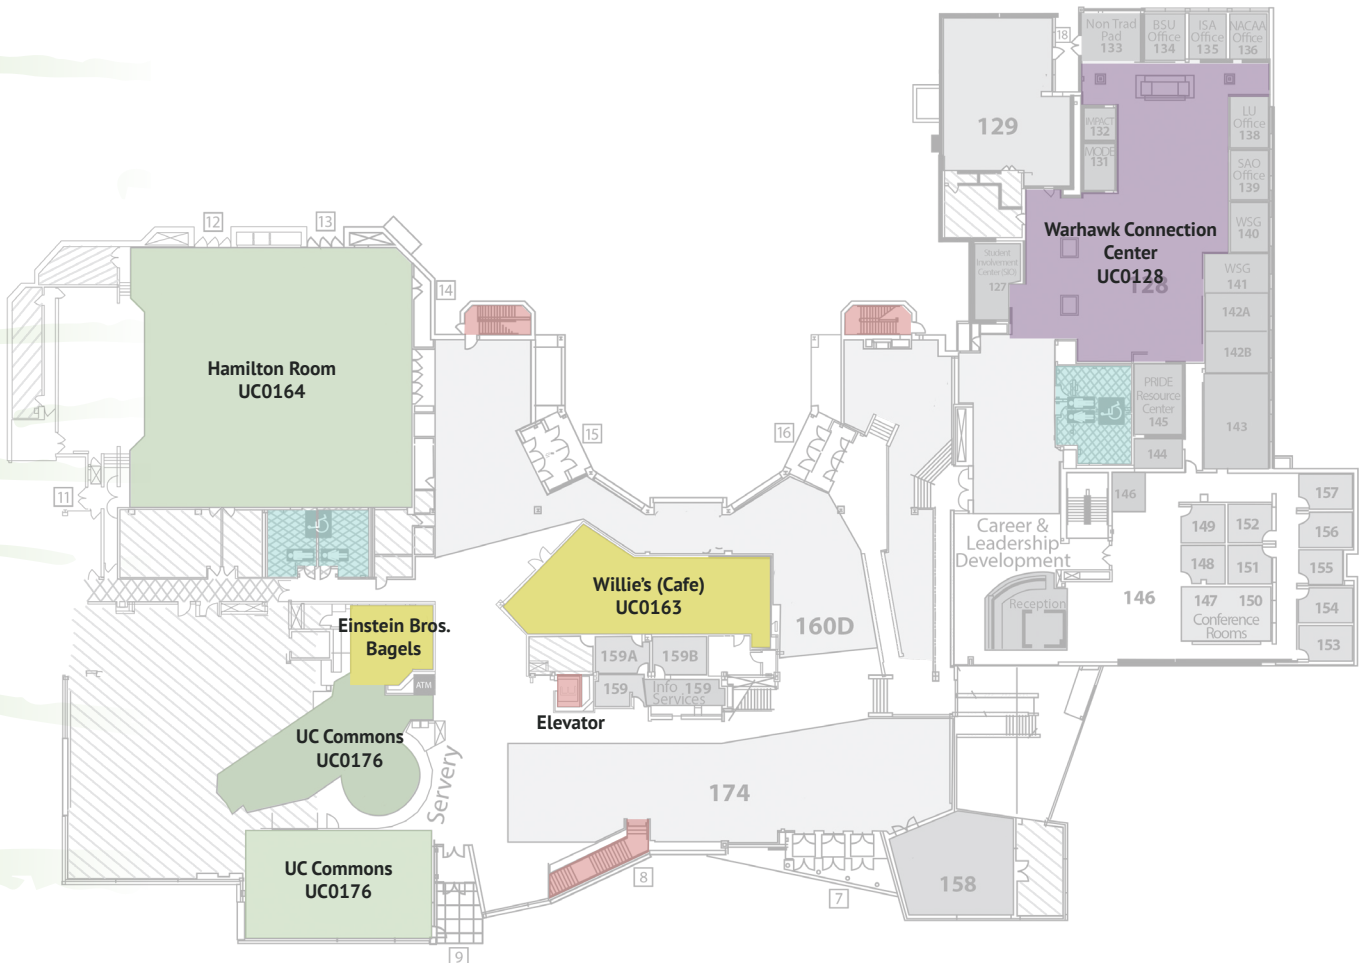 Non Trad
Pad
133
BSU
Office
134
ISA
Office
135
NACAA
Office
136
18
129
IMPACT
132
MODE
131
LU
Office
138
SAO
Office
139
WSG
140
Warhawk Connection
Center
UC0128
128
WSG
141
142A
142B
143
Student
Involvement
Center (SIC)
127
PRIDE
Resource
Center
145
144
12
13
14
Hamilton Room
UC0164
11
15
16
146
Career &
Leadership
Development
Reception
146
149
152
148
151
147 150
Conference
Rooms
157
156
155
154
153
Willie's (Cafe)
UC0163
160D
Einstein Bros.
Bagels
ATM
159A
159B
159
Info 159
Services
Elevator
UC Commons
UC0176
Servery
174
UC Commons
UC0176
8
7
158
9